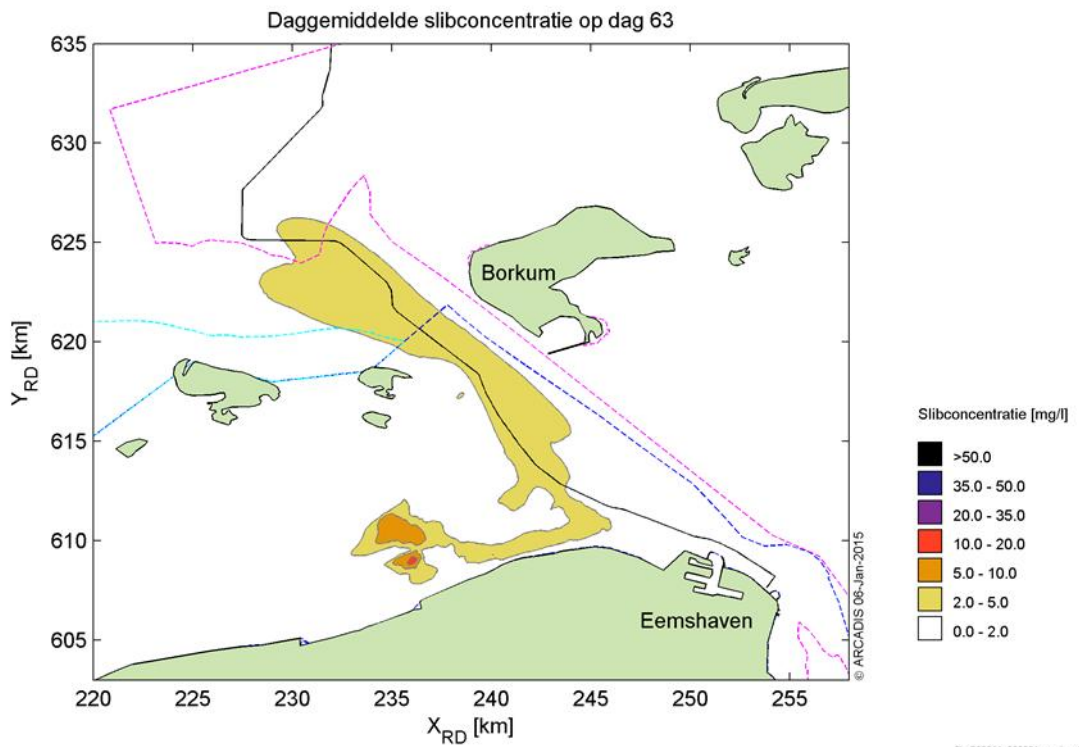 Daggemiddelde slibconcentratie op dag 63
635
630
625
620
615
610
605
Y_RD [km]
Borkum
Eemshaven
220 225 230 235 240 245 250 255
X_RD [km]
© ARCADIS 06-Jan-2015
Slibconcentratie [mg/l]
>50.0
35.0 - 50.0
20.0 - 35.0
10.0 - 20.0
5.0 - 10.0
2.0 - 5.0
0.0 - 2.0